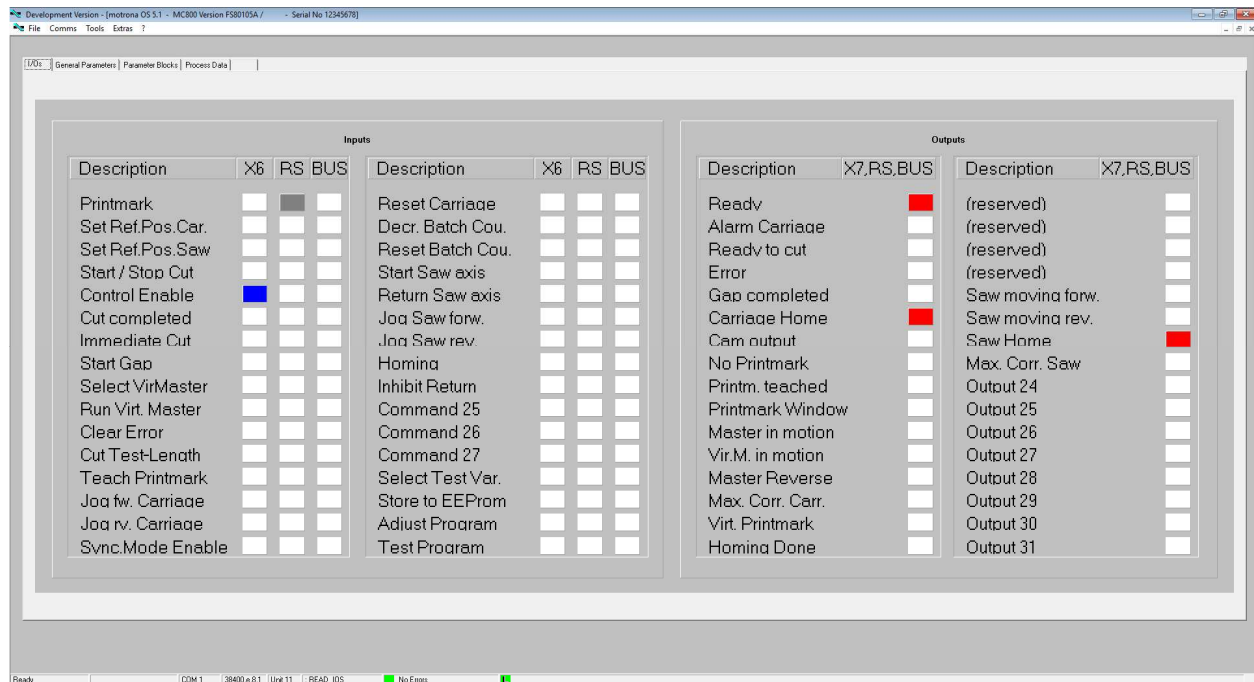 Development Version - [motrona OS 5.1 - MC800 Version FS80105A / - Serial No 12345678]
File Comms Tools Extras ?
I/Os General Parameters Parameter Blocks Process Data
Inputs
Description X6 RS BUS
Printmark
Set Ref.Pos.Car.
Set Ref.Pos.Saw
Start / Stop Cut
Control Enable
Cut completed
Immediate Cut
Start Gap
Select VirMaster
Run Virt. Master
Clear Error
Cut Test-Length
Teach Printmark
Jog fw. Carriage
Jog rv. Carriage
Sync.Mode Enable
Description X6 RS BUS
Reset Carriage
Decr. Batch Cou.
Reset Batch Cou.
Start Saw axis
Return Saw axis
Jog Saw forw.
Jog Saw rev.
Homing
Inhibit Return
Command 25
Command 26
Command 27
Select Test Var.
Store to EEProm
Adjust Program
Test Program
Outputs
Description X7,RS,BUS
Ready
Alarm Carriage
Ready to cut
Error
Gap completed
Carriage Home
Cam output
No Printmark
Printm. teached
Printmark Window
Master in motion
Vir.M. in motion
Master Reverse
Max. Corr. Carr.
Virt. Printmark
Homing Done
Description X7,RS,BUS
(reserved)
(reserved)
(reserved)
(reserved)
Saw moving forw.
Saw moving rev.
Saw Home
Max. Corr. Saw
Output 24
Output 25
Output 26
Output 27
Output 28
Output 29
Output 30
Output 31
Ready COM 1 38400 e 8 1 Unit 11 : READ_IOS No Errors